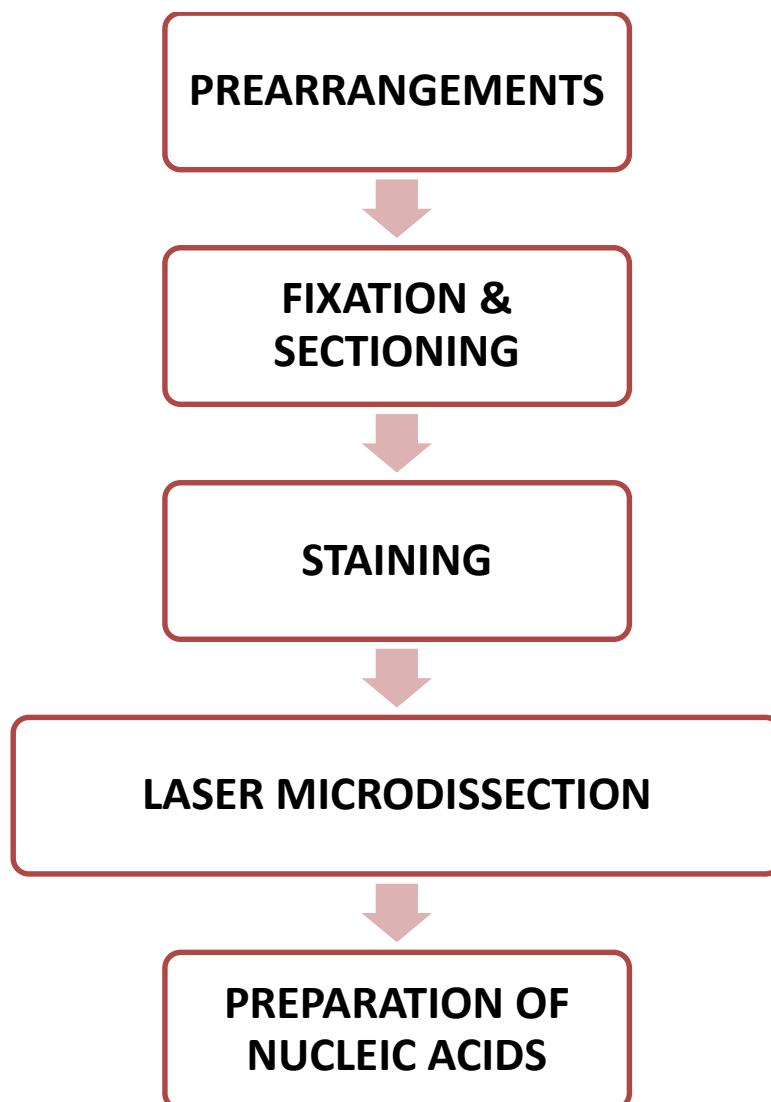 PREARRANGEMENTS
FIXATION &
SECTIONING
STAINING
LASER MICRODISSECTION
PREPARATION OF
NUCLEIC ACIDS